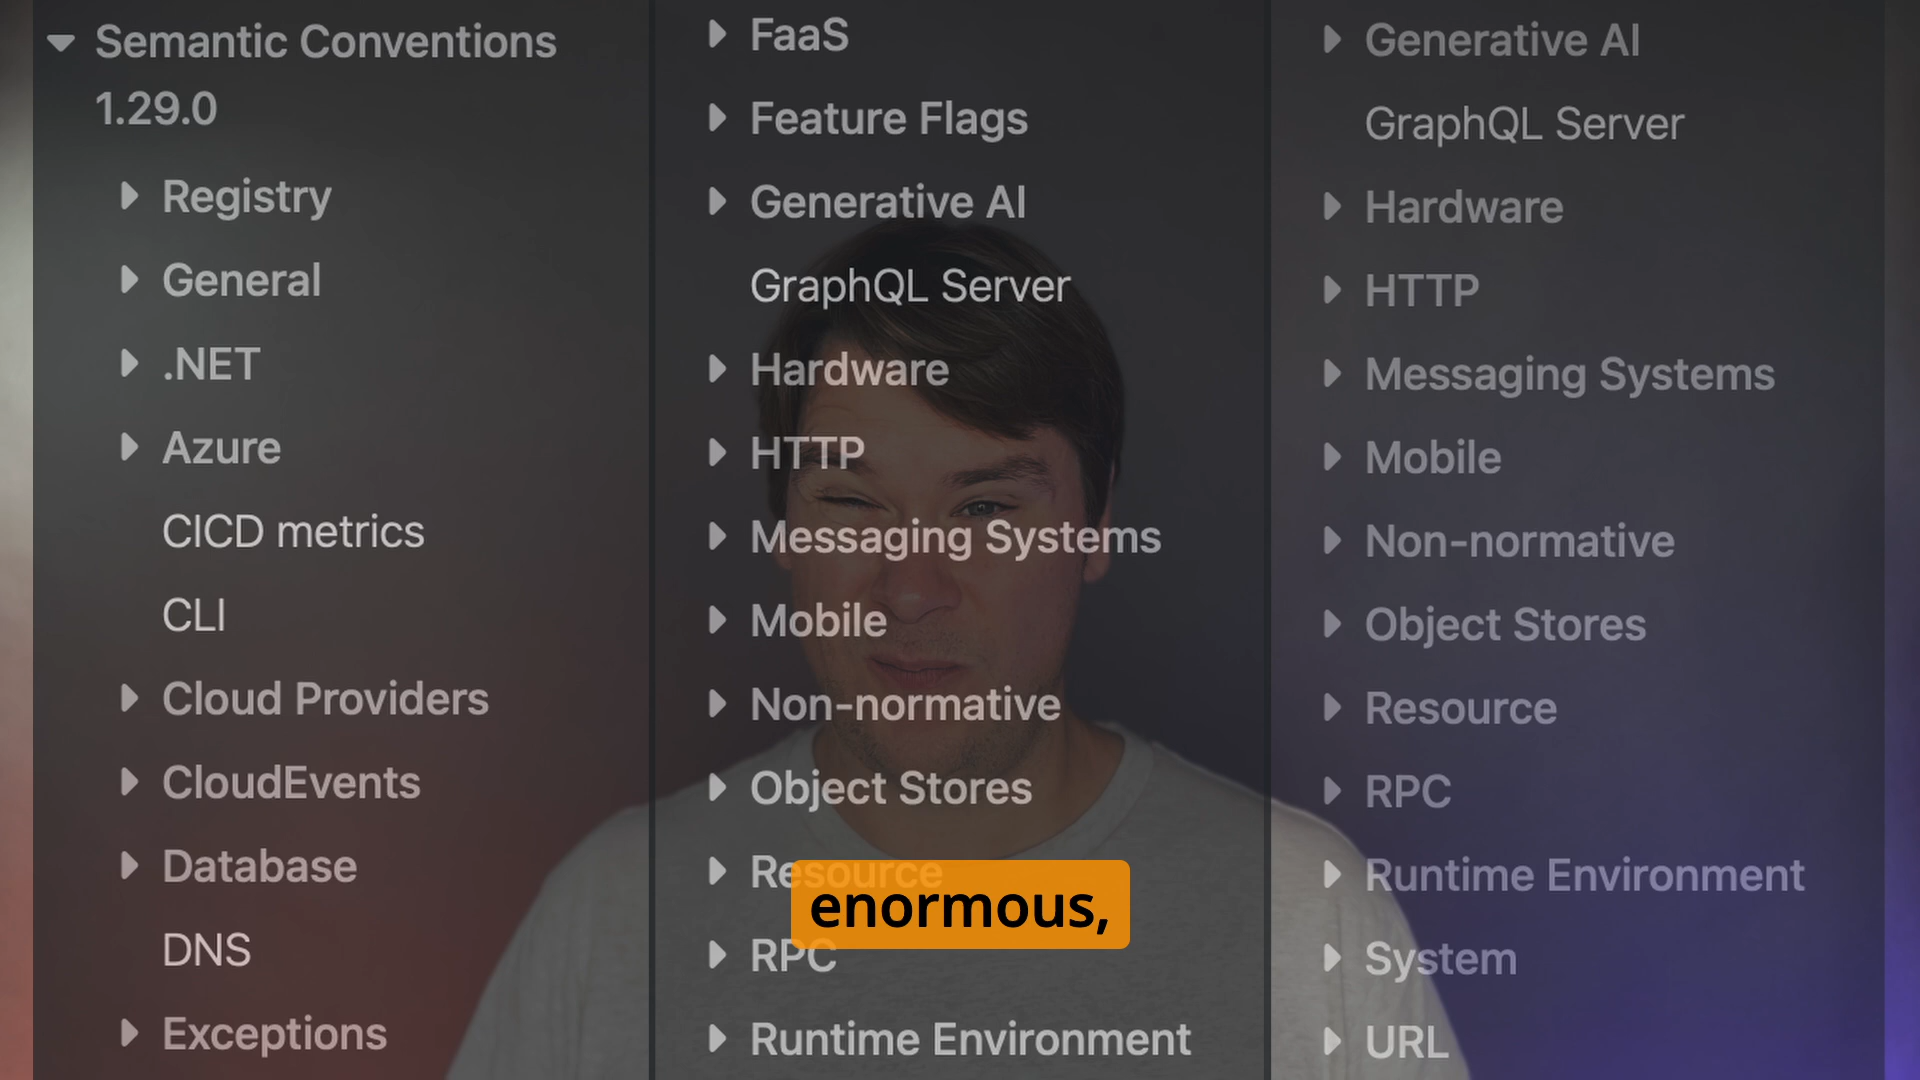 Semantic Conventions
1.29.0
Registry
General
.NET
Azure
CICD metrics
CLI
Cloud Providers
CloudEvents
Database
DNS
Exceptions
FaaS
Feature Flags
Generative AI
GraphQL Server
Hardware
HTTP
Messaging Systems
Mobile
Non-normative
Object Stores
Resource
RPC
Runtime Environment
Generative AI
GraphQL Server
Hardware
HTTP
Messaging Systems
Mobile
Non-normative
Object Stores
Resource
RPC
Runtime Environment
System
URL
enormous,